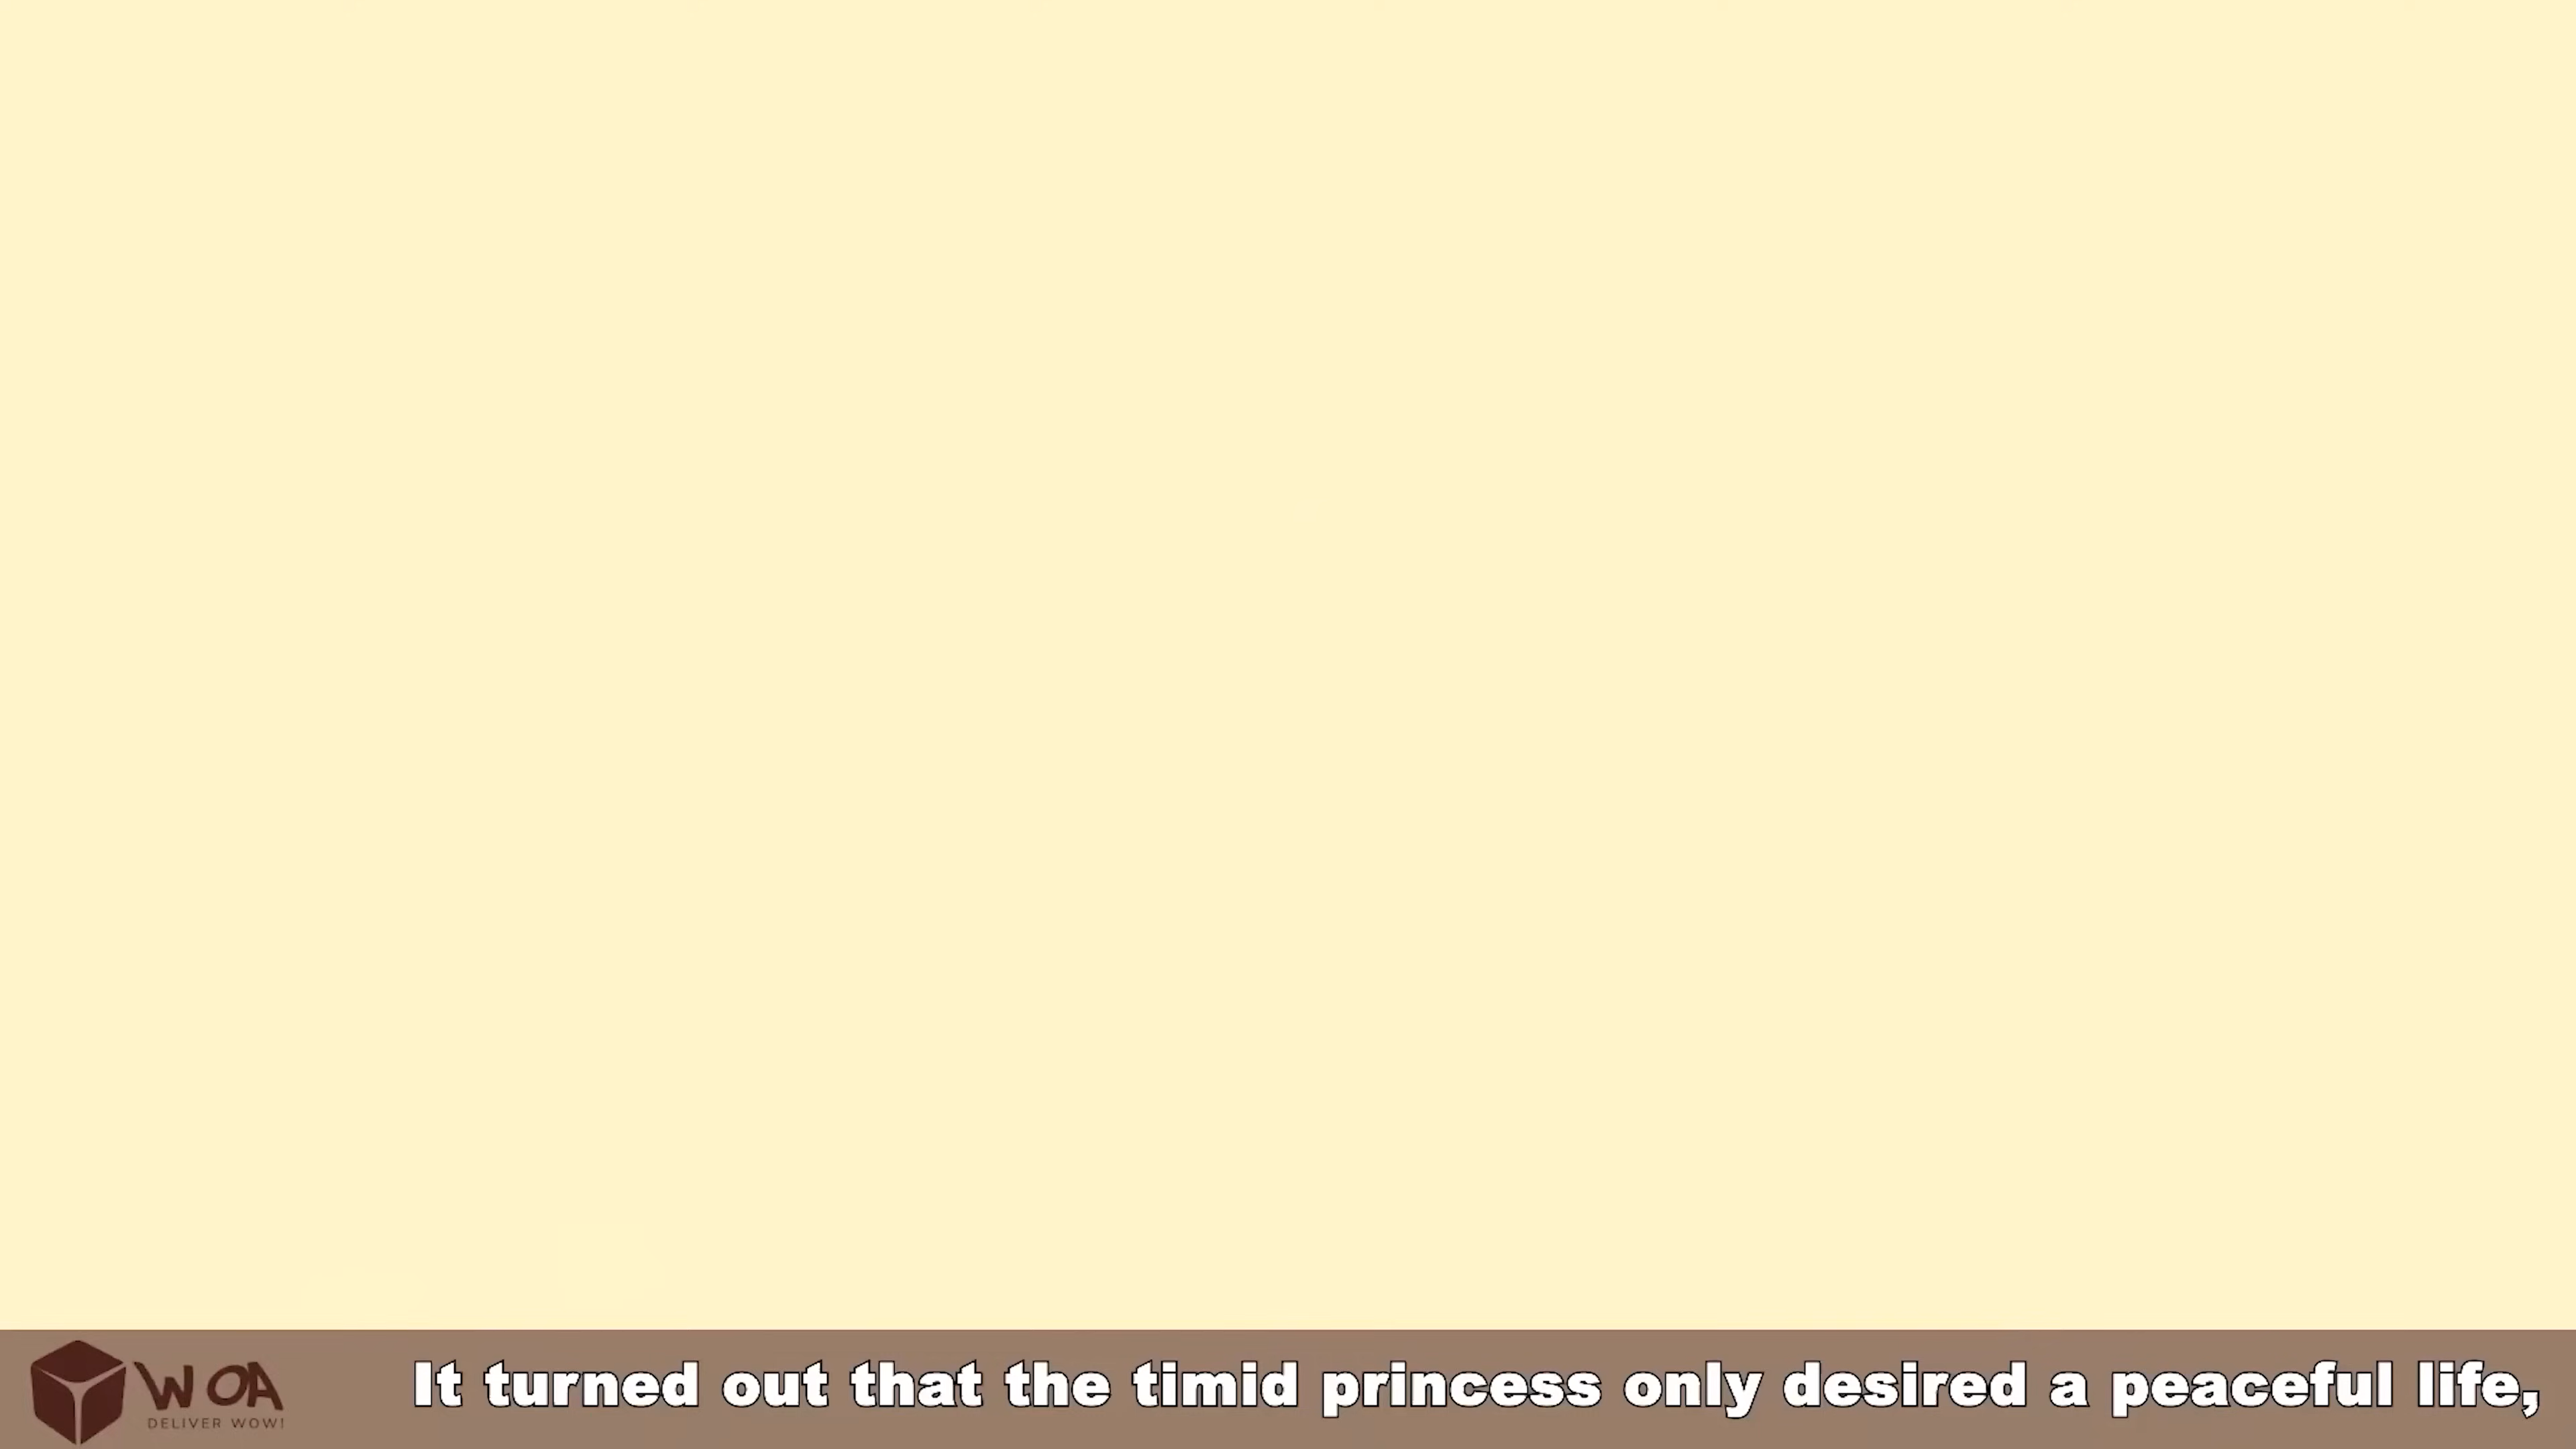 WOA
DELIVER WOW!
It turned out that the timid princess only desired a peaceful life,